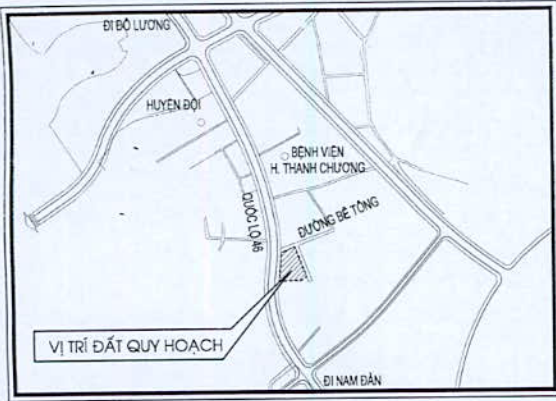 ĐI ĐÔ LƯƠNG
HUYỆN ĐỘI
BỆNH VIỆN
H. THANH CHƯƠNG
QUỐC LỘ 46
ĐƯỜNG BÊ TÔNG
VỊ TRÍ ĐẤT QUY HOẠCH
ĐI NAM ĐÀN